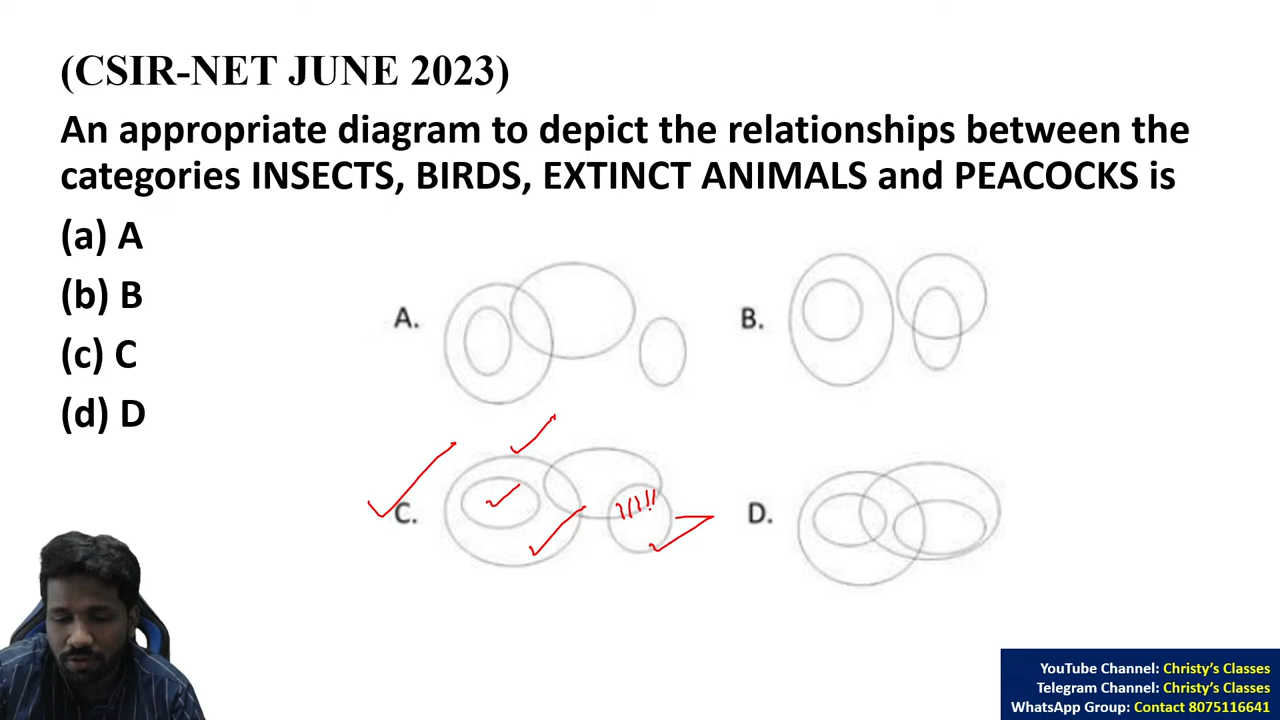 (CSIR-NET JUNE 2023)
An appropriate diagram to depict the relationships between the
categories INSECTS, BIRDS, EXTINCT ANIMALS and PEACOCKS is
(a) A
(b) B
(c) C
(d) D
A.
B.
C.
D.
YouTube Channel: Christy's Classes
Telegram Channel: Christy's Classes
WhatsApp Group: Contact 8075116641